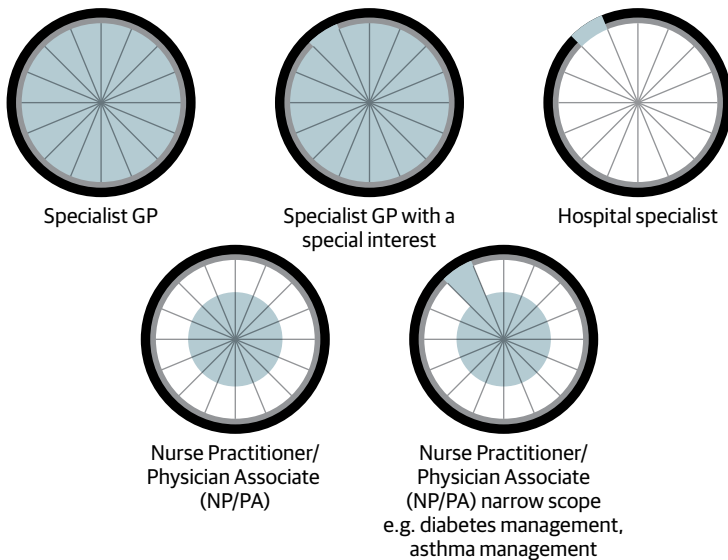 Specialist GP
Specialist GP with a
special interest
Hospital specialist
Nurse Practitioner/
Physician Associate
(NP/PA)
Nurse Practitioner/
Physician Associate
(NP/PA) narrow scope
e.g. diabetes management,
asthma management